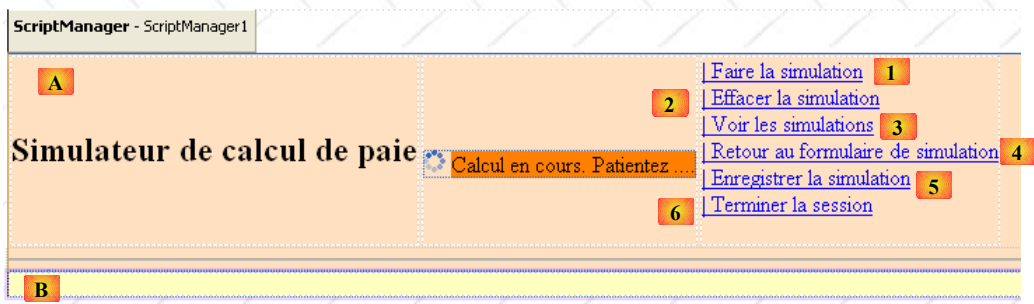 ScriptManager - ScriptManager1
A
| Faire la simulation 1
2 | Effacer la simulation
| Voir les simulations 3
Simulateur de calcul de paie
Calcul en cours. Patientez ....
| Retour au formulaire de simulation 4
| Enregistrer la simulation 5
6 | Terminer la session
B